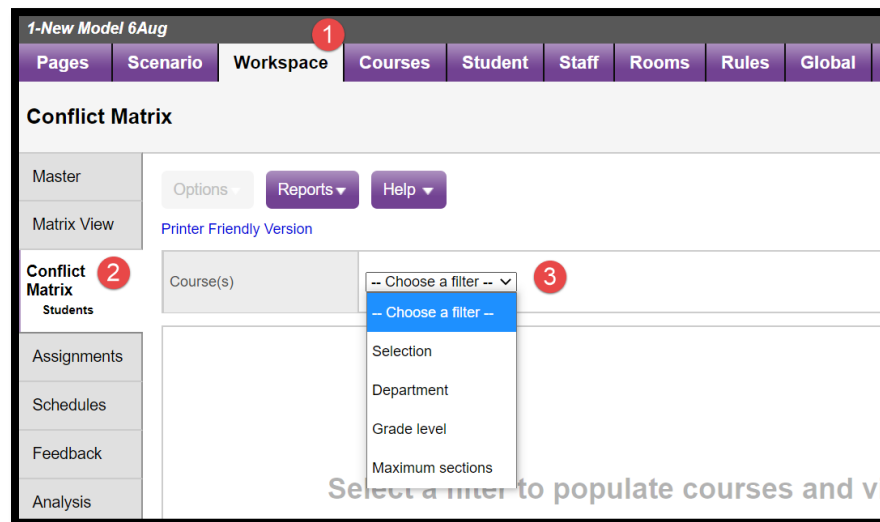 1-New Model 6Aug
1
Pages Scenario Workspace Courses Student Staff Rooms Rules Global
Conflict Matrix
Master
Options Reports Help
Matrix View
Printer Friendly Version
Conflict Matrix
2
Students
Course(s)
-- Choose a filter --
3
-- Choose a filter --
Selection
Department
Grade level
Maximum sections
Assignments
Schedules
Feedback
Analysis
Select a filter to populate courses and v